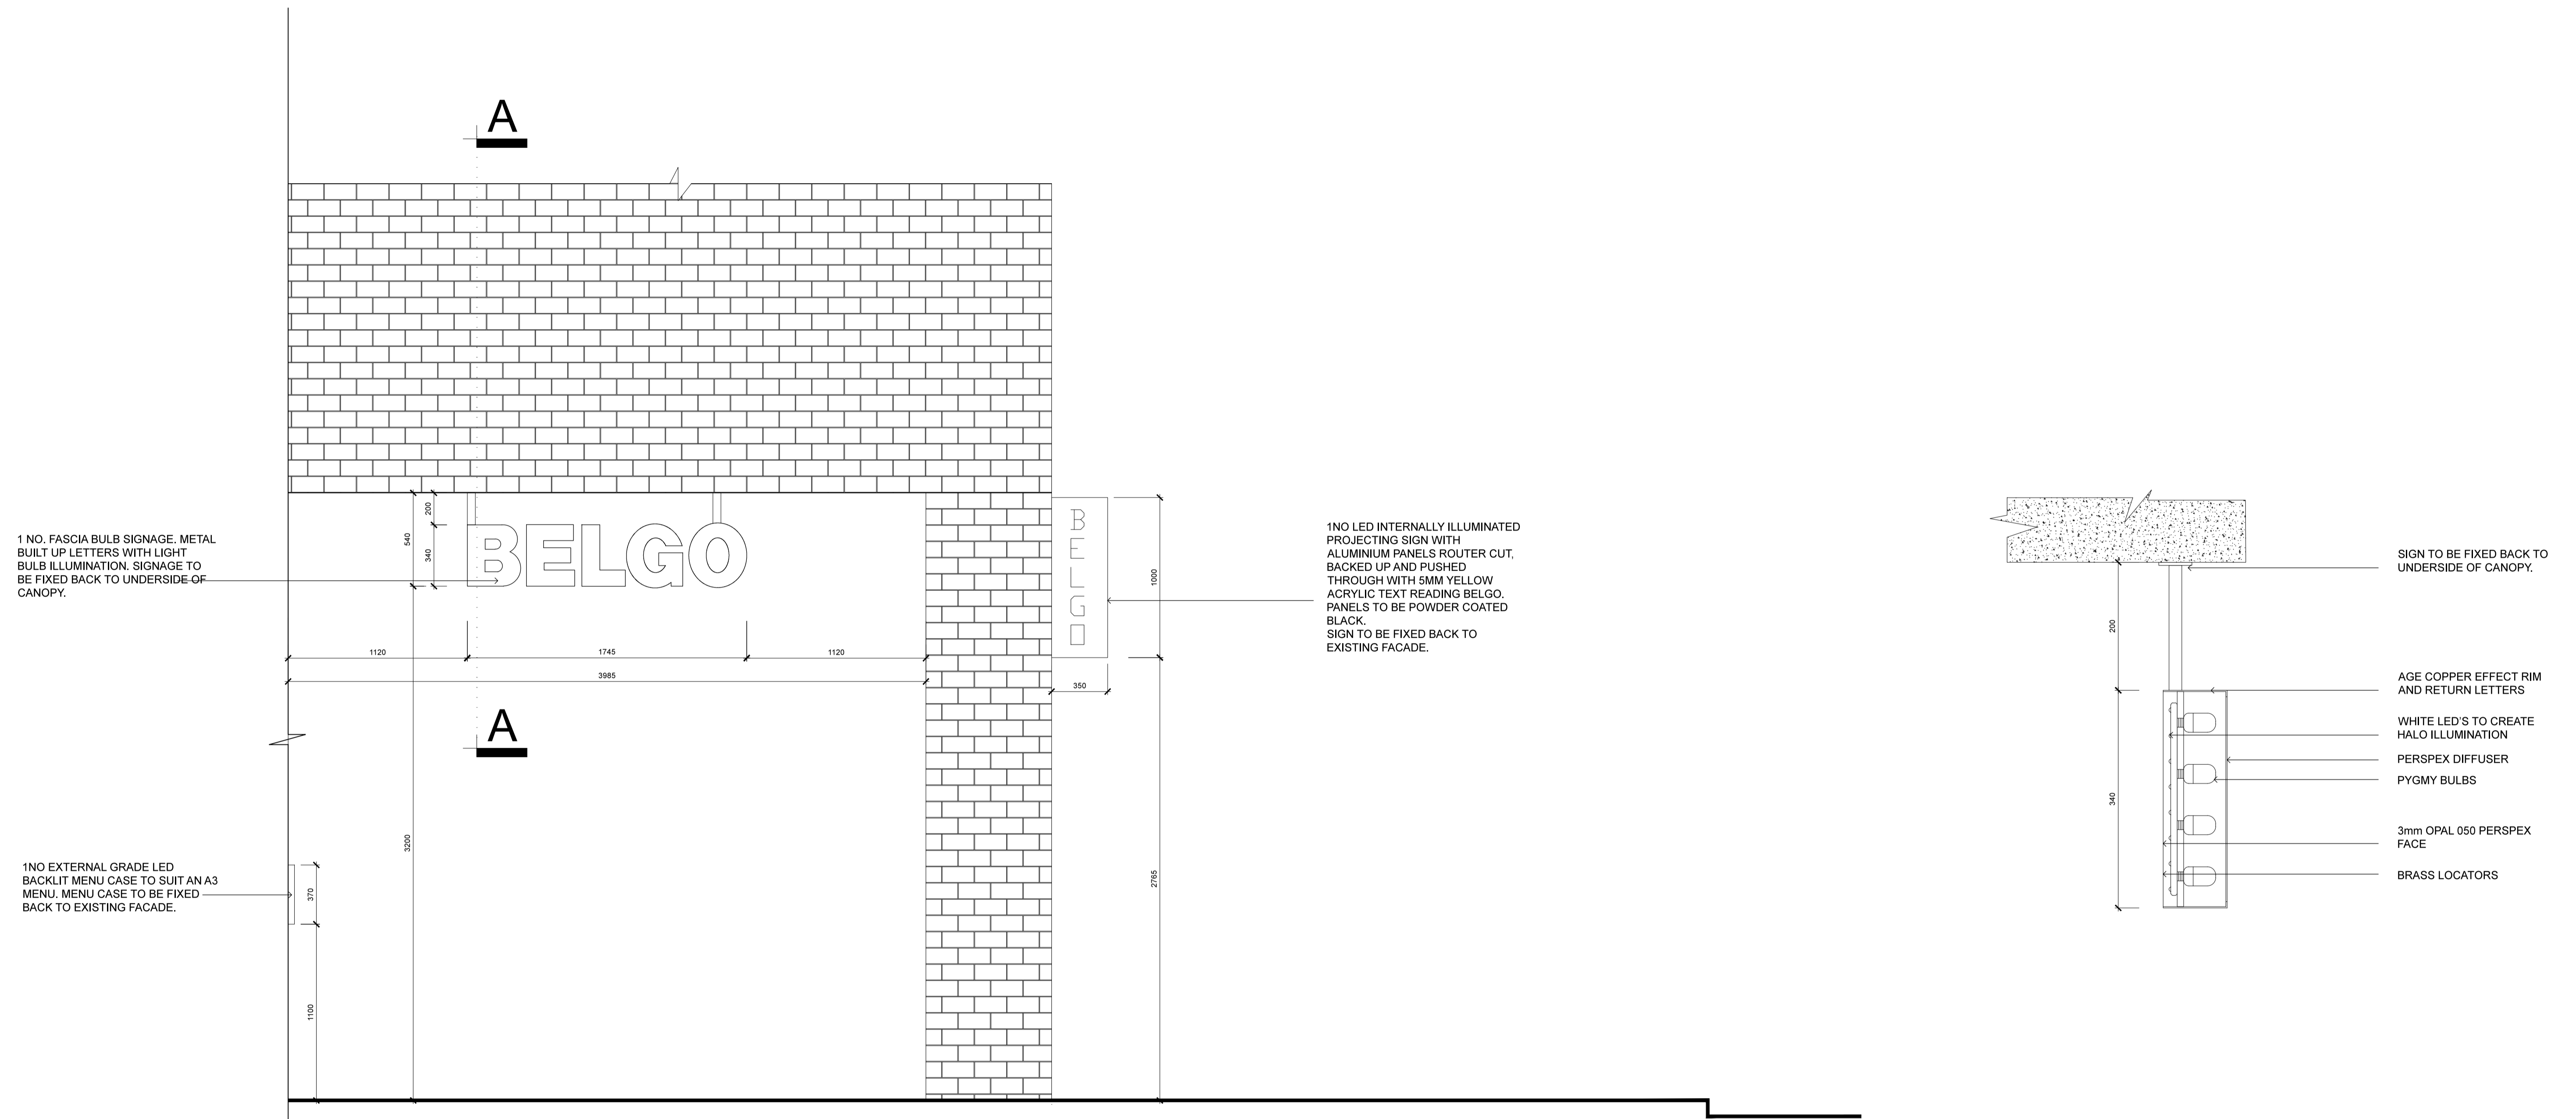 A
1 NO. FASCIA BULB SIGNAGE. METAL
BUILT UP LETTERS WITH LIGHT
BULB ILLUMINATION. SIGNAGE TO
BE FIXED BACK TO UNDERSIDE OF
CANOPY.
540
200
340
BELGO
B
E
L
G
O
1000
1NO LED INTERNALLY ILLUMINATED
PROJECTING SIGN WITH
ALUMINIUM PANELS ROUTER CUT,
BACKED UP AND PUSHED
THROUGH WITH 5MM YELLOW
ACRYLIC TEXT READING BELGO.
PANELS TO BE POWDER COATED
BLACK.
SIGN TO BE FIXED BACK TO
EXISTING FACADE.
1120
1745
1120
3985
350
A
3200
2765
1NO EXTERNAL GRADE LED
BACKLIT MENU CASE TO SUIT AN A3
MENU. MENU CASE TO BE FIXED
BACK TO EXISTING FACADE.
370
1100
SIGN TO BE FIXED BACK TO
UNDERSIDE OF CANOPY.
200
AGE COPPER EFFECT RIM
AND RETURN LETTERS
WHITE LED'S TO CREATE
HALO ILLUMINATION
PERSPEX DIFFUSER
PYGMY BULBS
340
3mm OPAL 050 PERSPEX
FACE
BRASS LOCATORS